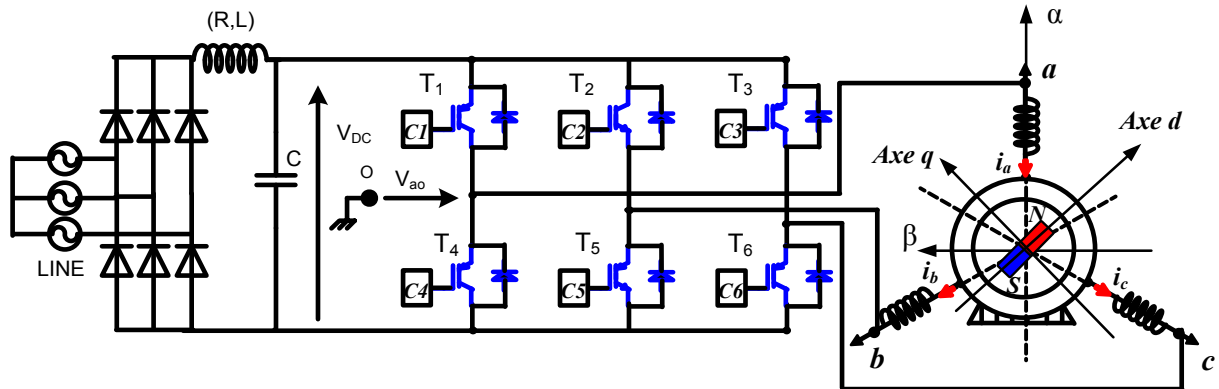 (R,L)
α
a
T1
T2
T3
C1
C2
C3
Axe d
Axe q
VDC
C
ia
O
Vao
N
β
T4
T5
T6
LINE
S
ib
ic
C4
C5
C6
b
c